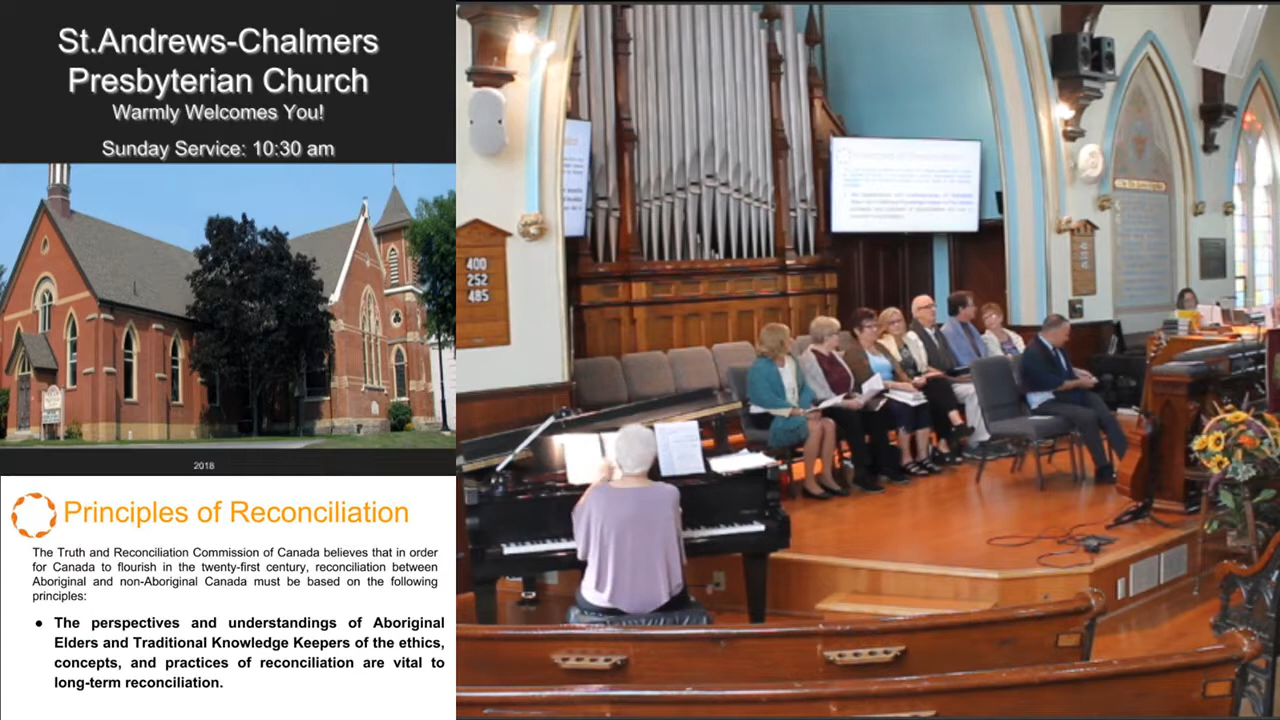 St.Andrews-Chalmers
Presbyterian Church
Warmly Welcomes You!
Sunday Service: 10:30 am
2018
Principles of Reconciliation
The Truth and Reconciliation Commission of Canada believes that in order
for Canada to flourish in the twenty-first century, reconciliation between
Aboriginal and non-Aboriginal Canada must be based on the following
principles:
● The perspectives and understandings of Aboriginal
Elders and Traditional Knowledge Keepers of the ethics,
concepts, and practices of reconciliation are vital to
long-term reconciliation.
400
252
485